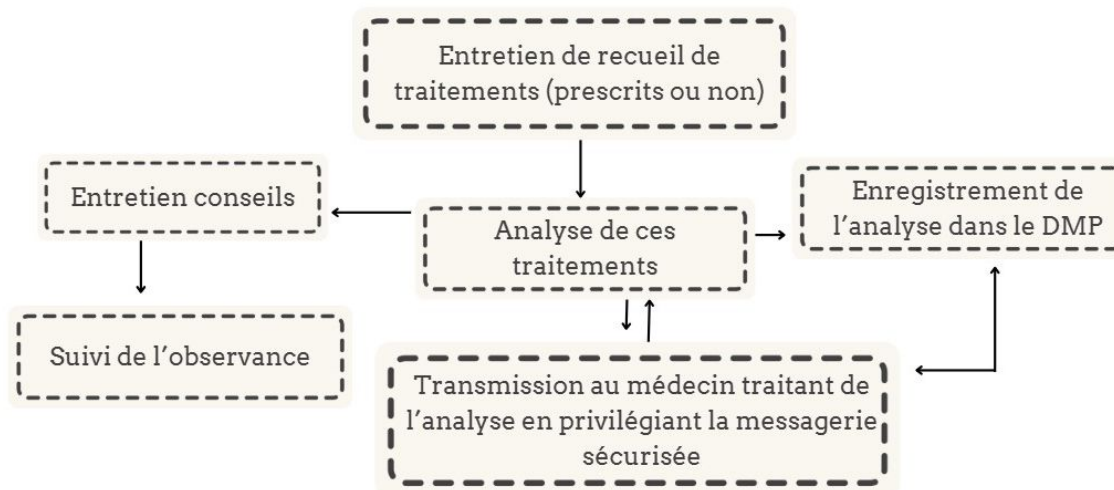 Entretien de recueil de
traitements (prescrits ou non)
Entretien conseils
Analyse de ces
traitements
Enregistrement de
l’analyse dans le DMP
Suivi de l’observance
Transmission au médecin traitant de
l’analyse en privilégiant la messagerie
sécurisée